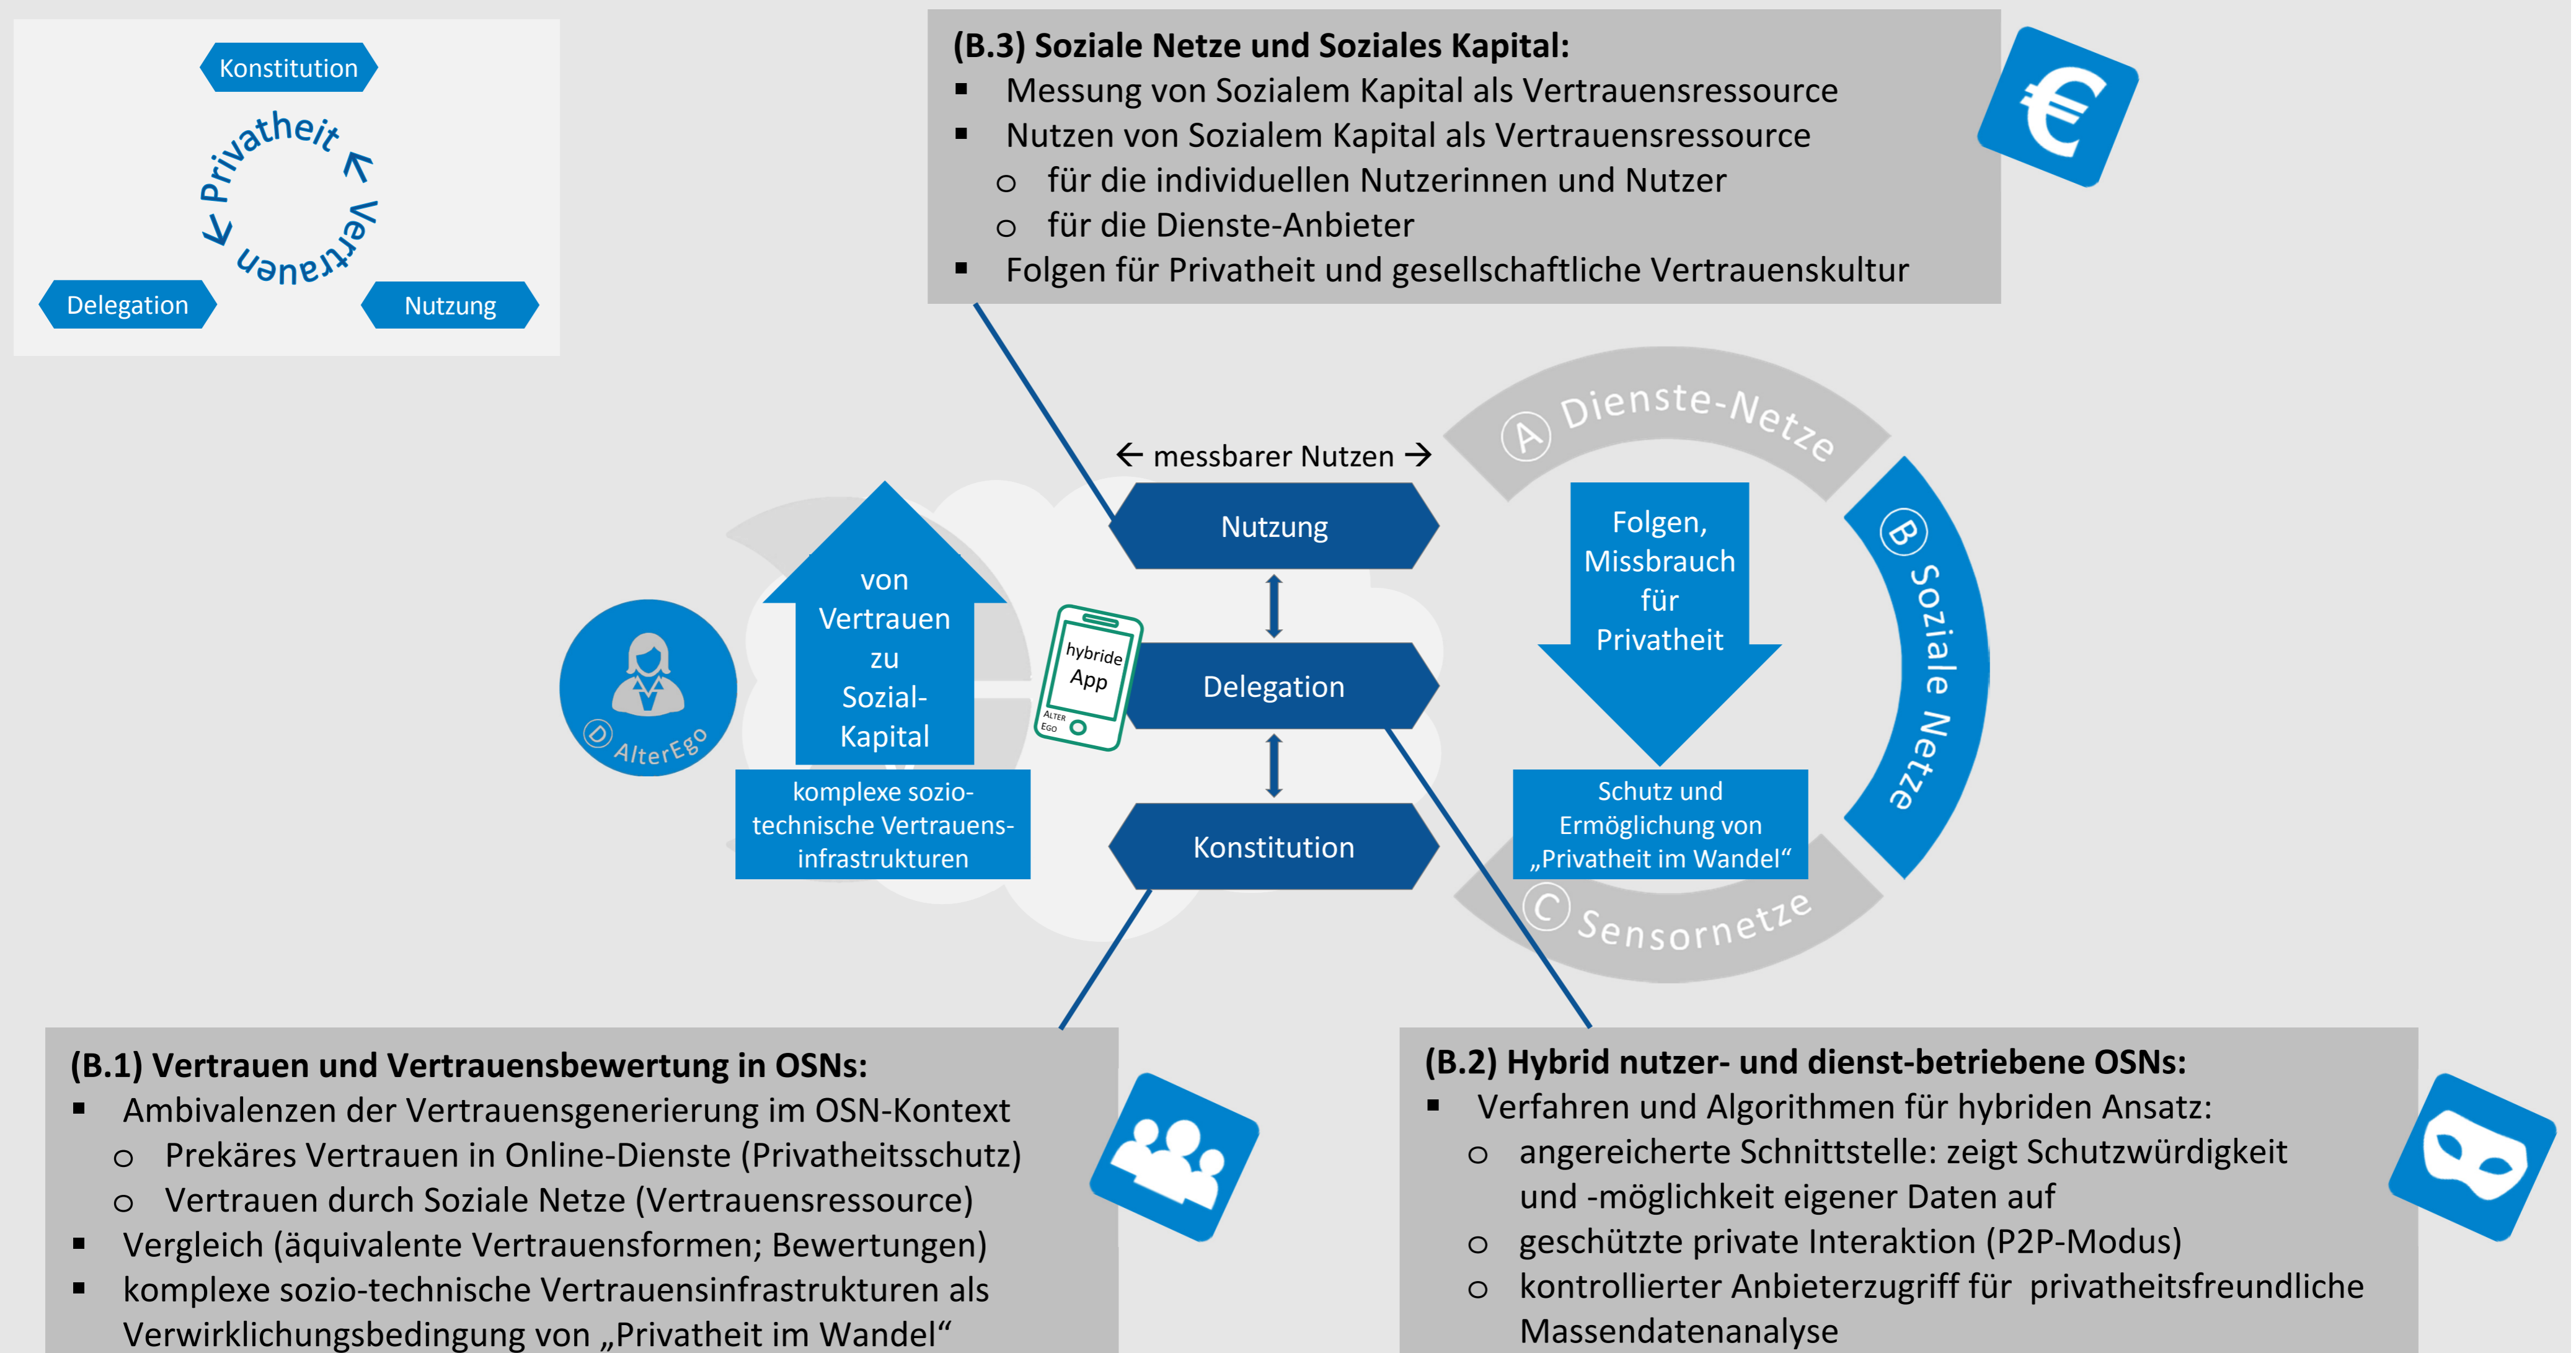 Konstitution
Privatheit
Vertrauen
Delegation
Nutzung
(B.3) Soziale Netze und Soziales Kapital:
▪ Messung von Sozialem Kapital als Vertrauensressource
▪ Nutzen von Sozialem Kapital als Vertrauensressource
o für die individuellen Nutzerinnen und Nutzer
o für die Dienste-Anbieter
▪ Folgen für Privatheit und gesellschaftliche Vertrauenskultur
€
← messbarer Nutzen →
Nutzung
Delegation
Konstitution
von
Vertrauen
zu
Sozial-
Kapital
komplexe sozio-
technische Vertrauens-
infrastrukturen
D AlterEgo
hybride
App
ALTER
EGO
A Dienste-Netze
B Soziale Netze
C Sensornetze
Folgen,
Missbrauch
für
Privatheit
Schutz und
Ermöglichung von
„Privatheit im Wandel“
(B.1) Vertrauen und Vertrauensbewertung in OSNs:
▪ Ambivalenzen der Vertrauensgenerierung im OSN-Kontext
o Prekäres Vertrauen in Online-Dienste (Privatheitsschutz)
o Vertrauen durch Soziale Netze (Vertrauensressource)
▪ Vergleich (äquivalente Vertrauensformen; Bewertungen)
▪ komplexe sozio-technische Vertrauensinfrastrukturen als
Verwirklichungsbedingung von „Privatheit im Wandel“
(B.2) Hybrid nutzer- und dienst-betriebene OSNs:
▪ Verfahren und Algorithmen für hybriden Ansatz:
o angereicherte Schnittstelle: zeigt Schutzwürdigkeit
und -möglichkeit eigener Daten auf
o geschützte private Interaktion (P2P-Modus)
o kontrollierter Anbieterzugriff für privatheitsfreundliche
Massendatenanalyse